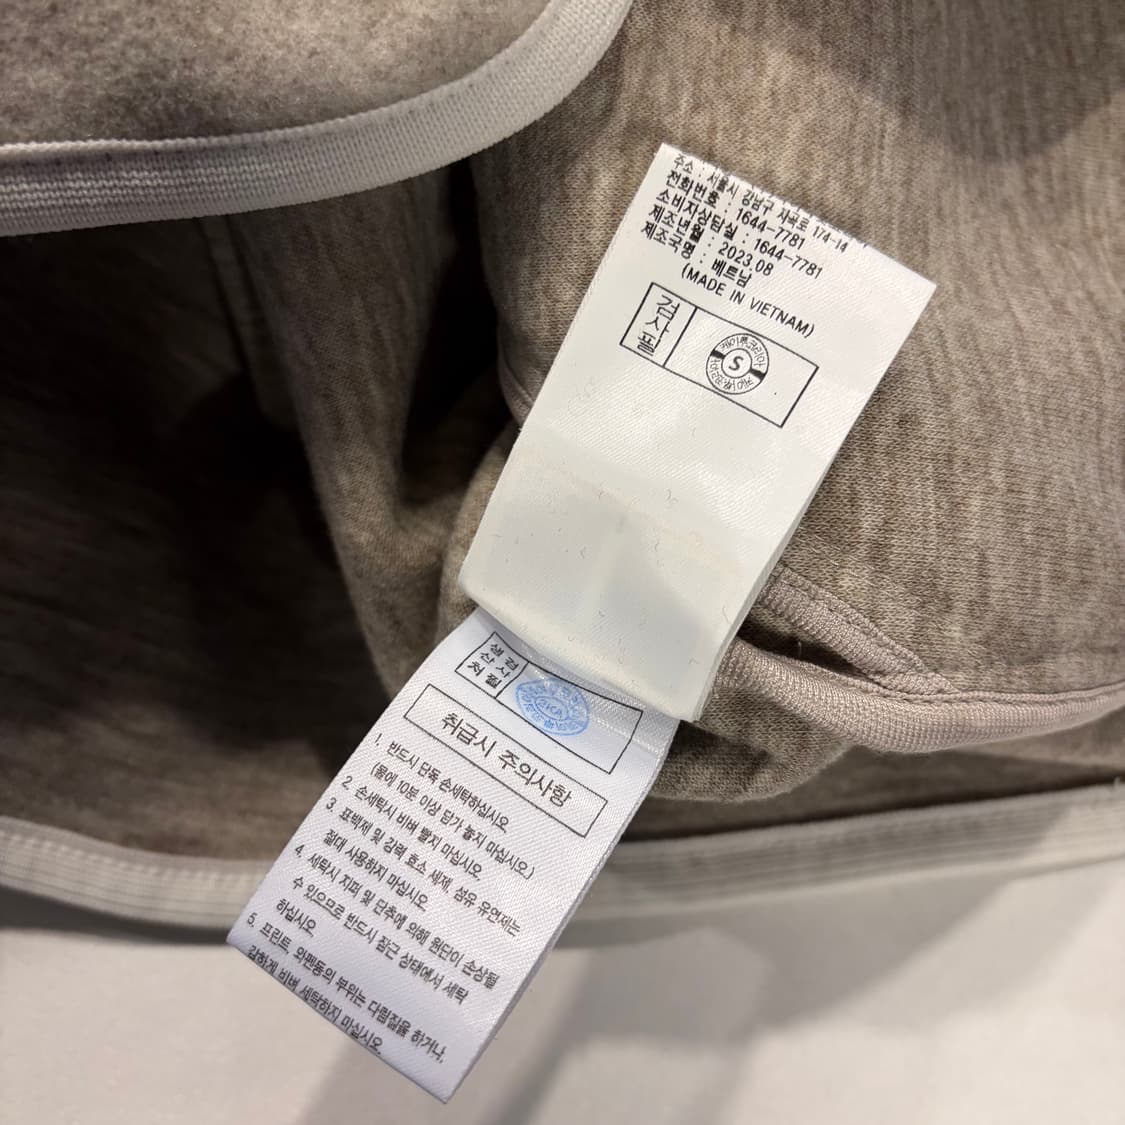 주소 : 서울시 강남구 자곡로 174-14
전화번호 : 1644-7781
소비자상담실 : 1644-7781
제조년월 : 2023.08
제조국명 : 베트남
(MADE IN VIETNAM)
검사필
S
생산처
검사필
취급시 주의사항
1. 반드시 단독 손세탁하십시오.
(물에 10분 이상 담가 놓지 마십시오.)
2. 손세탁시 비벼 빨지 마십시오.
3. 표백제 및 강력 효소 세제, 섬유 유연제는
절대 사용하지 마십시오.
4. 세탁시 지퍼 및 단추에 의해 원단이 손상될
수 있으므로 반드시 잠근 상태에서 세탁
하십시오.
5. 프린트, 와펜등의 부위는 다림질을 하거나,
강하게 비벼 세탁하지 마십시오.